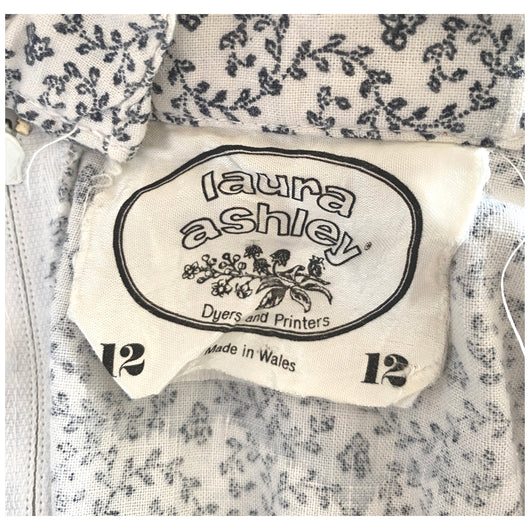 laura
ashley®
Dyers and Printers
Made in Wales
12 12